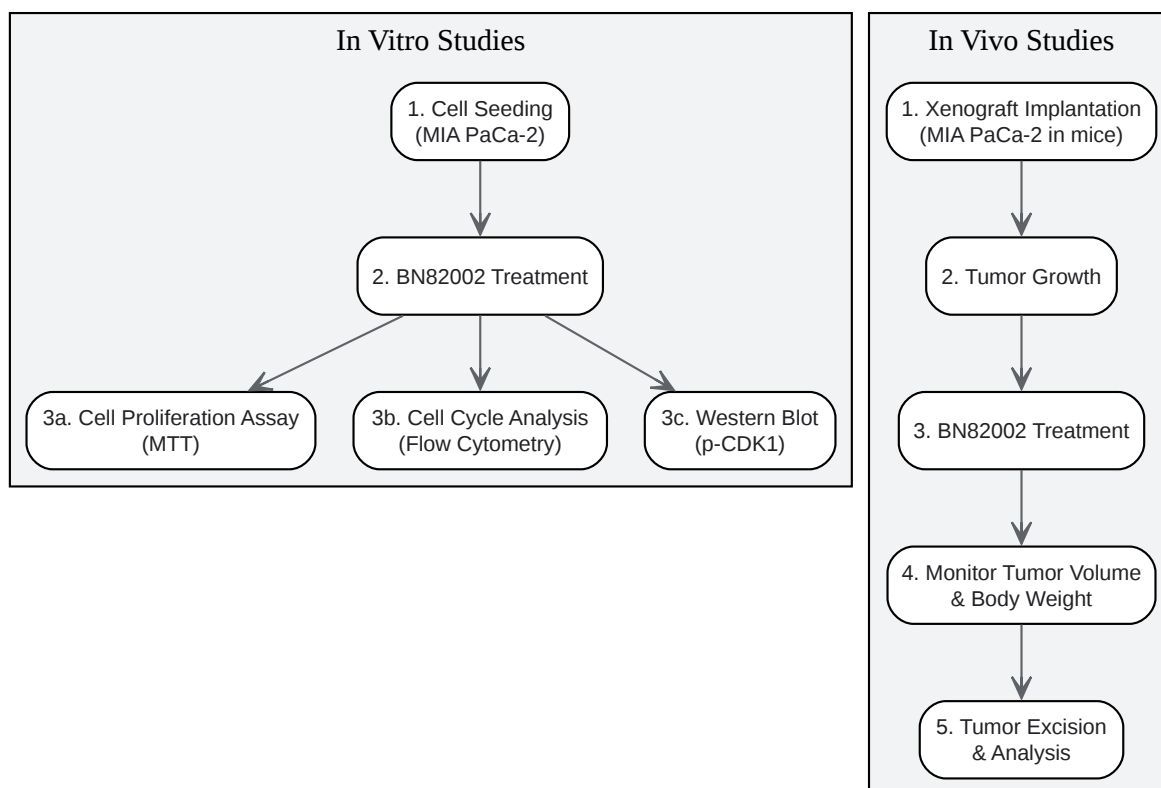 In Vitro Studies
1. Cell Seeding
(MIA PaCa-2)
2. BN82002 Treatment
3a. Cell Proliferation Assay
(MTT)
3b. Cell Cycle Analysis
(Flow Cytometry)
3c. Western Blot
(p-CDK1)
In Vivo Studies
1. Xenograft Implantation
(MIA PaCa-2 in mice)
2. Tumor Growth
3. BN82002 Treatment
4. Monitor Tumor Volume
& Body Weight
5. Tumor Excision
& Analysis